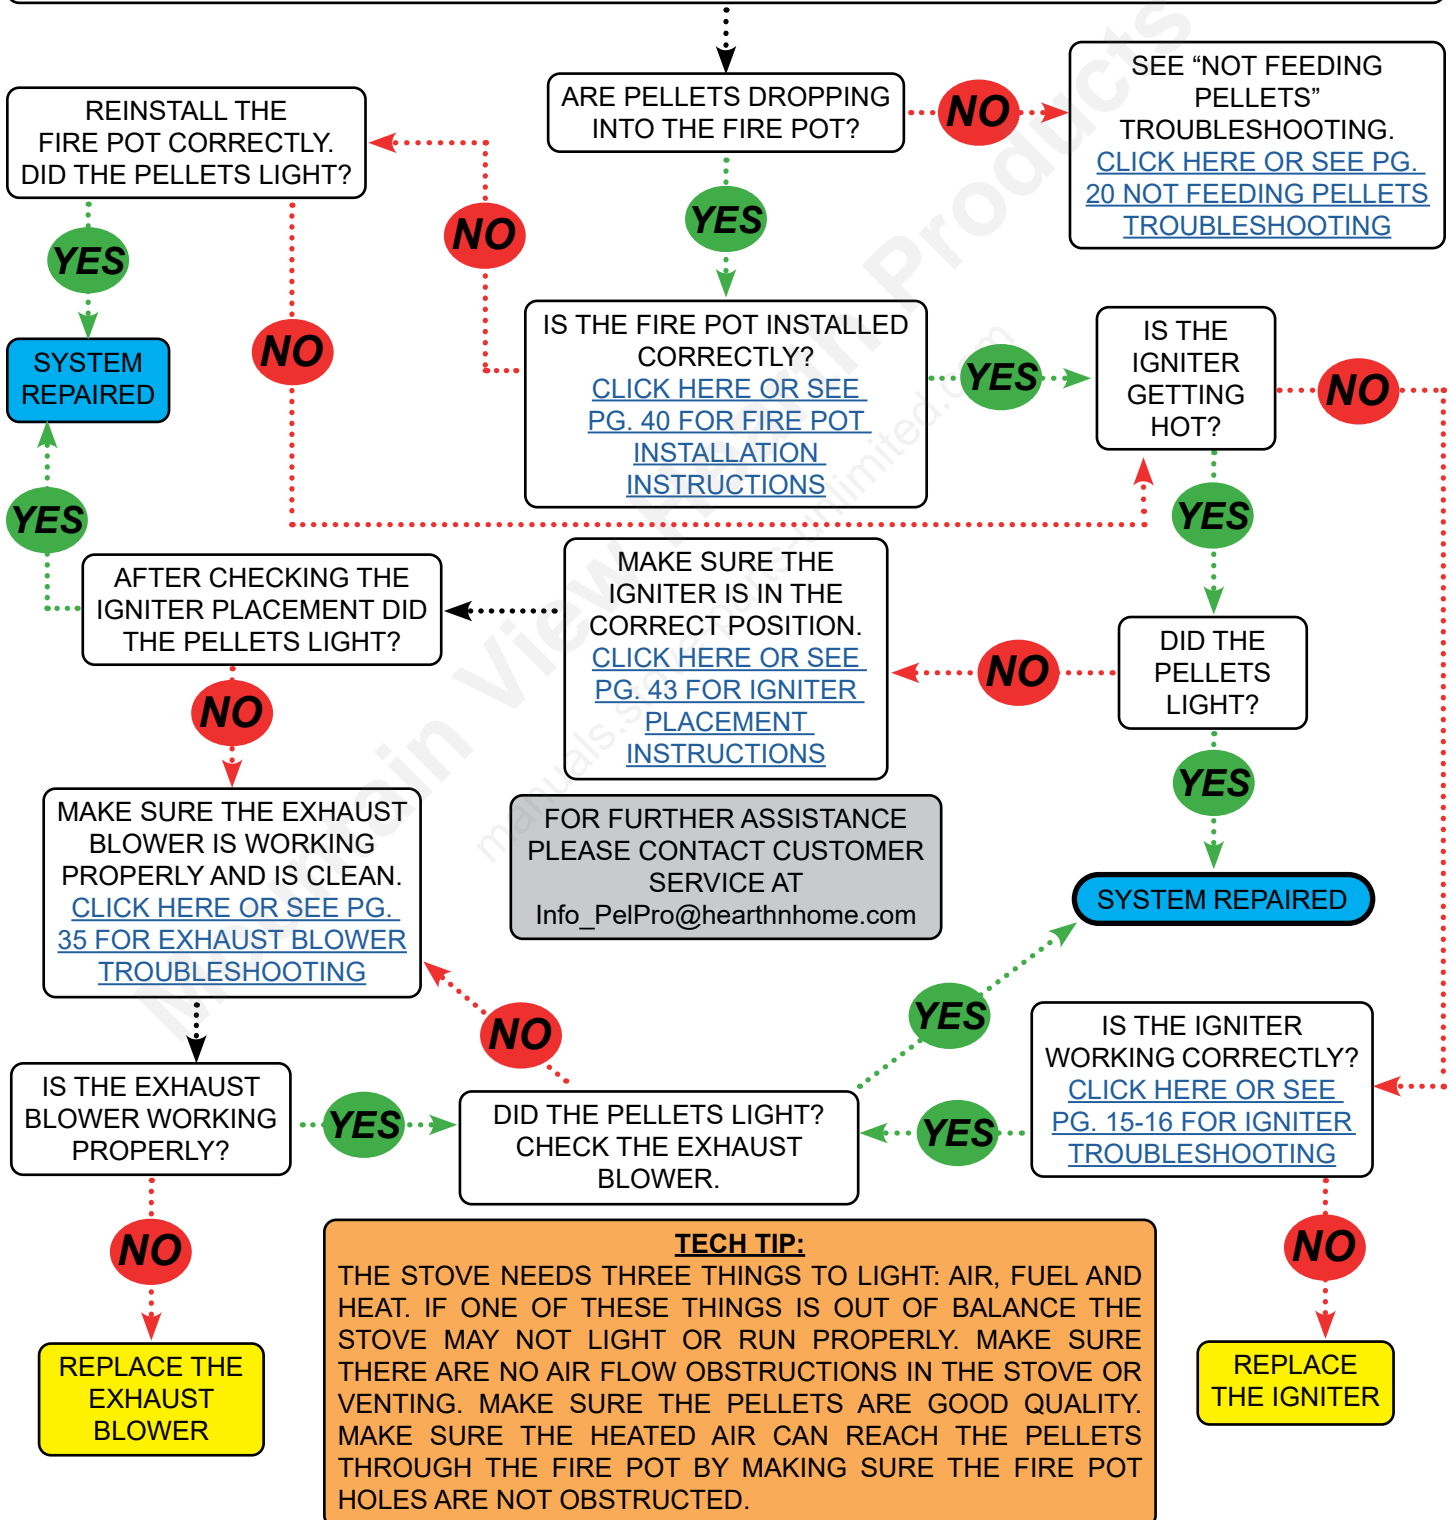 ARE PELLETS DROPPING
INTO THE FIRE POT?
NO
SEE “NOT FEEDING
PELLETS”
TROUBLESHOOTING.
CLICK HERE OR SEE PG.
20 NOT FEEDING PELLETS
TROUBLESHOOTING
REINSTALL THE
FIRE POT CORRECTLY.
DID THE PELLETS LIGHT?
YES
NO
YES
NO
SYSTEM
REPAIRED
IS THE FIRE POT INSTALLED
CORRECTLY?
CLICK HERE OR SEE
PG. 40 FOR FIRE POT
INSTALLATION
INSTRUCTIONS
YES
IS THE
IGNITER
GETTING
HOT?
NO
YES
YES
AFTER CHECKING THE
IGNITER PLACEMENT DID
THE PELLETS LIGHT?
MAKE SURE THE
IGNITER IS IN THE
CORRECT POSITION.
CLICK HERE OR SEE
PG. 43 FOR IGNITER
PLACEMENT
INSTRUCTIONS
NO
DID THE
PELLETS
LIGHT?
NO
YES
MAKE SURE THE EXHAUST
BLOWER IS WORKING
PROPERLY AND IS CLEAN.
CLICK HERE OR SEE PG.
35 FOR EXHAUST BLOWER
TROUBLESHOOTING
FOR FURTHER ASSISTANCE
PLEASE CONTACT CUSTOMER
SERVICE AT
Info_PelPro@hearthnhome.com
SYSTEM REPAIRED
NO
YES
IS THE EXHAUST
BLOWER WORKING
PROPERLY?
YES
DID THE PELLETS LIGHT?
CHECK THE EXHAUST
BLOWER.
YES
IS THE IGNITER
WORKING CORRECTLY?
CLICK HERE OR SEE
PG. 15-16 FOR IGNITER
TROUBLESHOOTING
NO
NO
REPLACE THE
EXHAUST
BLOWER
TECH TIP:
THE STOVE NEEDS THREE THINGS TO LIGHT: AIR, FUEL AND
HEAT. IF ONE OF THESE THINGS IS OUT OF BALANCE THE
STOVE MAY NOT LIGHT OR RUN PROPERLY. MAKE SURE
THERE ARE NO AIR FLOW OBSTRUCTIONS IN THE STOVE OR
VENTING. MAKE SURE THE PELLETS ARE GOOD QUALITY.
MAKE SURE THE HEATED AIR CAN REACH THE PELLETS
THROUGH THE FIRE POT BY MAKING SURE THE FIRE POT
HOLES ARE NOT OBSTRUCTED.
REPLACE
THE IGNITER
Mountain View Hearth Products